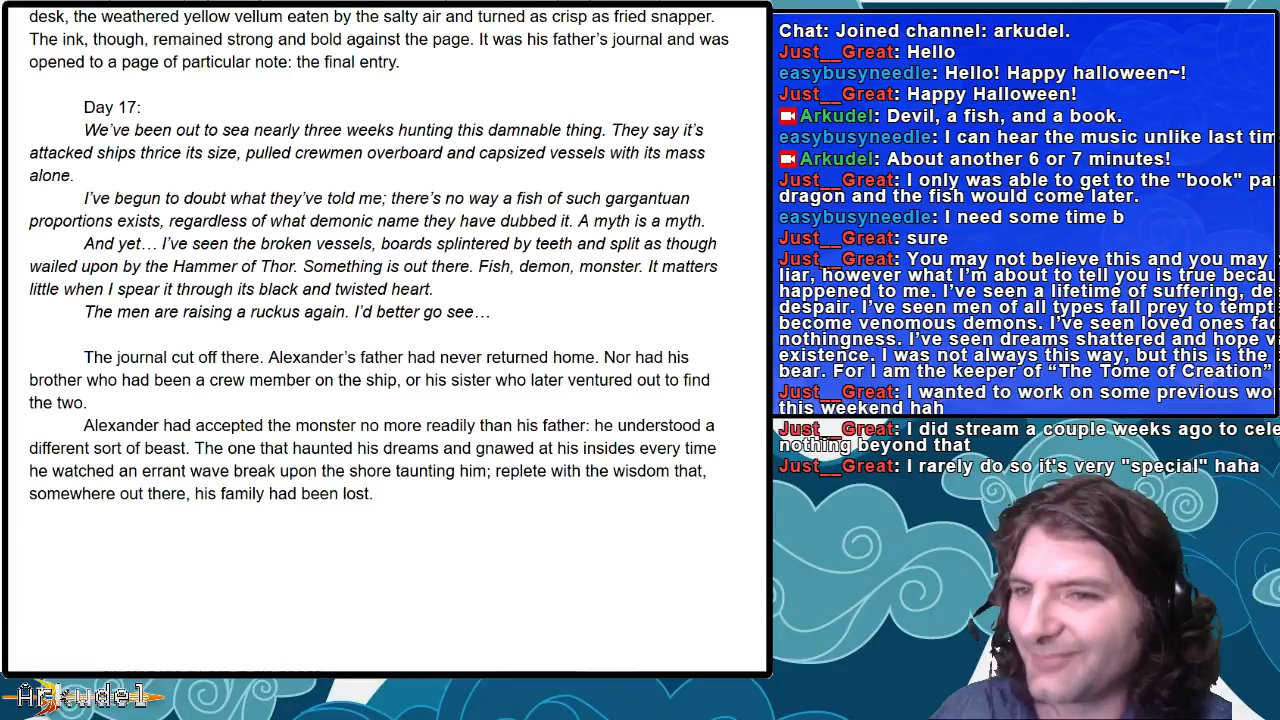 desk, the weathered yellow vellum eaten by the salty air and turned as crisp as fried snapper.
The ink, though, remained strong and bold against the page. It was his father's journal and was
opened to a page of particular note: the final entry.
Day 17:
We've been out to sea nearly three weeks hunting this damnable thing. They say it's
attacked ships thrice its size, pulled crewmen overboard and capsized vessels with its mass
alone.
I've begun to doubt what they've told me; there's no way a fish of such gargantuan
proportions exists, regardless of what demonic name they have dubbed it. A myth is a myth.
And yet… I've seen the broken vessels, boards splintered by teeth and split as though
wailed upon by the Hammer of Thor. Something is out there. Fish, demon, monster. It matters
little when I spear it through its black and twisted heart.
The men are raising a ruckus again. I'd better go see…
The journal cut off there. Alexander's father had never returned home. Nor had his
brother who had been a crew member on the ship, or his sister who later ventured out to find
the two.
Alexander had accepted the monster no more readily than his father: he understood a
different sort of beast. The one that haunted his dreams and gnawed at his insides every time
he watched an errant wave break upon the shore taunting him; replete with the wisdom that,
somewhere out there, his family had been lost.
Chat: Joined channel: arkudel.
Just__Great: Hello
easybusyneedle: Hello! Happy halloween~!
Just__Great: Happy Halloween!
Arkudel: Devil, a fish, and a book.
easybusyneedle: I can hear the music unlike last tim
Arkudel: About another 6 or 7 minutes!
Just__Great: I only was able to get to the "book" pa
dragon and the fish would come later.
easybusyneedle: I need some time b
Just__Great: sure
Just__Great: You may not believe this and you may
liar, however what I'm about to tell you is true becau
happened to me. I've seen a lifetime of suffering, de
despair. I've seen men of all types fall prey to tempt
become venomous demons. I've seen loved ones fad
nothingness. I've seen dreams shattered and hope v
existence. I was not always this way, but this is the
bear. For I am the keeper of "The Tome of Creation"
Just__Great: I wanted to work on some previous wo
this weekend hah
Just__Great: I did stream a couple weeks ago to cele
nothing beyond that
Just__Great: I rarely do so it's very "special" haha
Arkudel